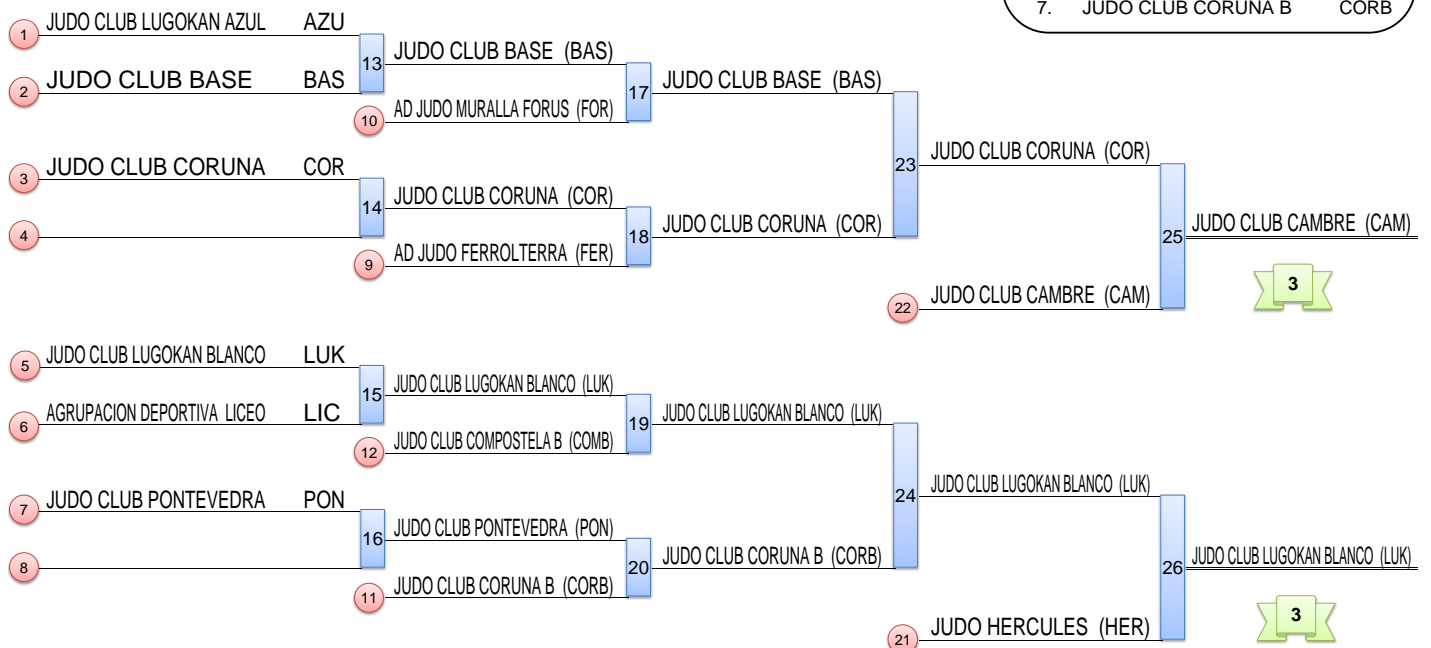 7. JUDO CLUB CORUNA B CORB
1 JUDO CLUB LUGOKAN AZUL AZU
13 JUDO CLUB BASE (BAS)
2 JUDO CLUB BASE BAS
17 JUDO CLUB BASE (BAS)
10 AD JUDO MURALLA FORUS (FOR)
23 JUDO CLUB CORUNA (COR)
3 JUDO CLUB CORUNA COR
14 JUDO CLUB CORUNA (COR)
4
18 JUDO CLUB CORUNA (COR)
9 AD JUDO FERROLTERRA (FER)
25 JUDO CLUB CAMBRE (CAM)
3
22 JUDO CLUB CAMBRE (CAM)
5 JUDO CLUB LUGOKAN BLANCO LUK
15 JUDO CLUB LUGOKAN BLANCO (LUK)
6 AGRUPACION DEPORTIVA LICEO LIC
19 JUDO CLUB LUGOKAN BLANCO (LUK)
12 JUDO CLUB COMPOSTELA B (COMB)
24 JUDO CLUB LUGOKAN BLANCO (LUK)
7 JUDO CLUB PONTEVEDRA PON
16 JUDO CLUB PONTEVEDRA (PON)
8
20 JUDO CLUB CORUNA B (CORB)
11 JUDO CLUB CORUNA B (CORB)
26 JUDO CLUB LUGOKAN BLANCO (LUK)
3
21 JUDO HERCULES (HER)